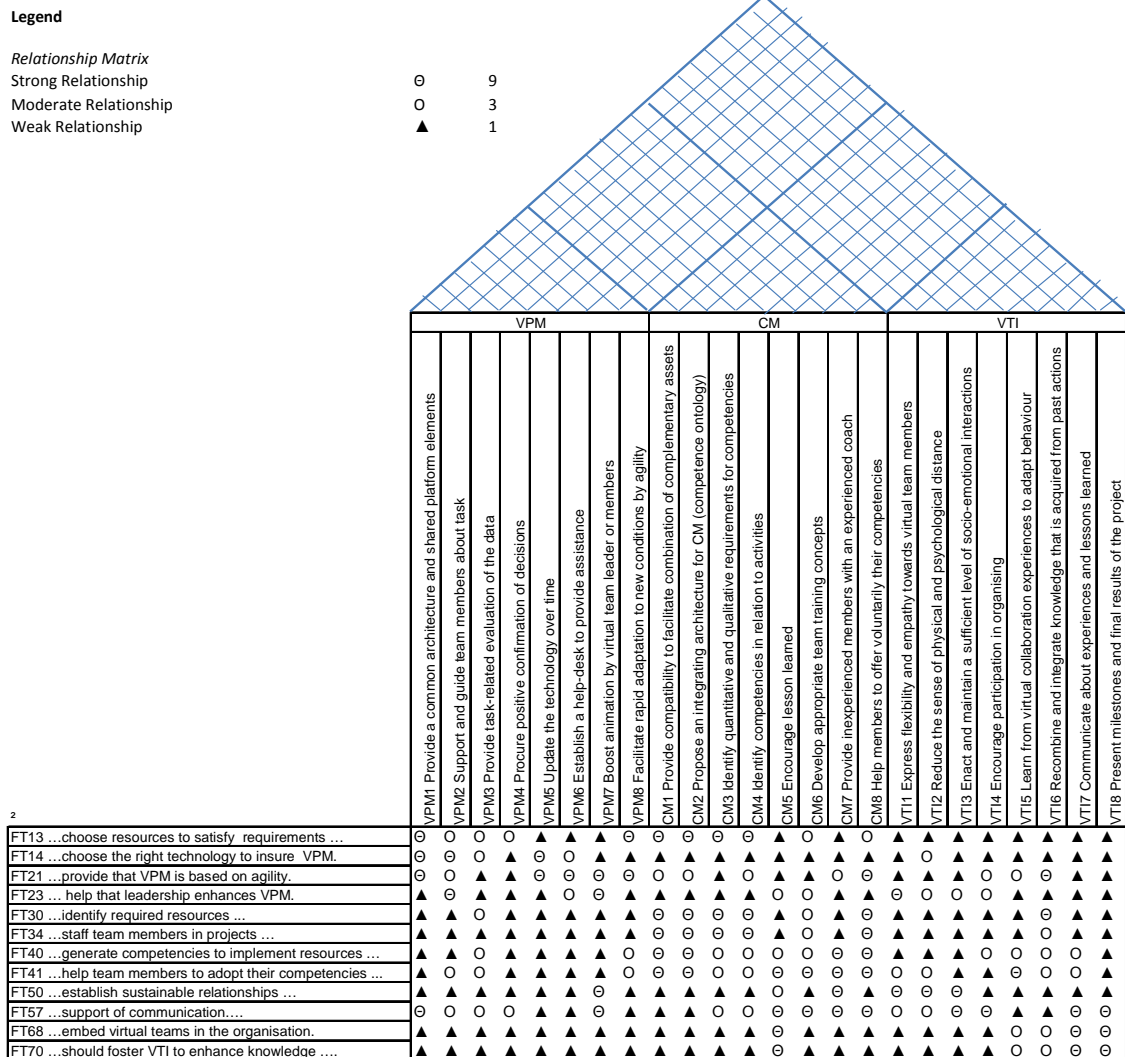 Legend
Relationship Matrix
Strong Relationship Θ 9
Moderate Relationship O 3
Weak Relationship ▲ 1
VPM CM VTI
VPM1 Provide a common architecture and shared platform elements
VPM2 Support and guide team members about task
VPM3 Provide task-related evaluation of the data
VPM4 Procure positive confirmation of decisions
VPM5 Update the technology over time
VPM6 Establish a help-desk to provide assistance
VPM7 Boost animation by virtual team leader or members
VPM8 Facilitate rapid adaptation to new conditions by agility
CM1 Provide compatibility to facilitate combination of complementary assets
CM2 Propose an integrating architecture for CM (competence ontology)
CM3 Identify quantitative and qualitative requirements for competencies
CM4 Identify competencies in relation to activities
CM5 Encourage lesson learned
CM6 Develop appropriate team training concepts
CM7 Provide inexperienced members with an experienced coach
CM8 Help members to offer voluntarily their competencies
VTI1 Express flexibility and empathy towards virtual team members
VTI2 Reduce the sense of physical and psychological distance
VTI3 Enact and maintain a sufficient level of socio-emotional interactions
VTI4 Encourage participation in organising
VTI5 Learn from virtual collaboration experiences to adapt behaviour
VTI6 Recombine and integrate knowledge that is acquired from past actions
VTI7 Communicate about experiences and lessons learned
VTI8 Present milestones and final results of the project
2
FT13 ...choose resources to satisfy requirements ... Θ O O O ▲ ▲ ▲ Θ Θ Θ Θ Θ ▲ O ▲ O ▲ ▲ ▲ ▲ ▲ ▲ ▲ ▲
FT14 ...choose the right technology to insure VPM. Θ Θ O ▲ Θ O ▲ ▲ ▲ ▲ ▲ ▲ ▲ ▲ ▲ ▲ ▲ O ▲ ▲ ▲ ▲ ▲ ▲
FT21 ...provide that VPM is based on agility. Θ O ▲ ▲ Θ Θ Θ Θ O O ▲ O ▲ ▲ O O ▲ ▲ ▲ O O Θ ▲ ▲
FT23 ... help that leadership enhances VPM. ▲ Θ ▲ ▲ ▲ O Θ ▲ ▲ ▲ ▲ ▲ O O ▲ ▲ Θ O O O ▲ ▲ ▲ ▲
FT30 ...identify required resources ... ▲ ▲ O ▲ ▲ ▲ ▲ ▲ Θ Θ Θ Θ ▲ O ▲ Θ ▲ ▲ ▲ ▲ ▲ Θ ▲ ▲
FT34 ...staff team members in projects ... ▲ ▲ ▲ ▲ ▲ ▲ ▲ ▲ Θ Θ Θ Θ ▲ O ▲ Θ ▲ ▲ ▲ ▲ ▲ O ▲ ▲
FT40 ...generate competencies to implement resources ... ▲ ▲ O ▲ ▲ ▲ ▲ O Θ Θ O O O O Θ Θ ▲ ▲ ▲ O O O O ▲
FT41 ...help team members to adopt their competencies ... ▲ O O ▲ ▲ ▲ ▲ O Θ Θ O O Θ Θ Θ Θ O O ▲ ▲ Θ O O ▲
FT50 ...establish sustainable relationships ... ▲ ▲ ▲ ▲ ▲ ▲ Θ ▲ ▲ ▲ ▲ ▲ O ▲ Θ ▲ Θ Θ Θ ▲ ▲ ▲ ▲ ▲
FT57 ...support of communication.... Θ O O O ▲ ▲ Θ ▲ ▲ ▲ O O Θ Θ Θ Θ O O Θ Θ ▲ ▲ Θ Θ
FT68 ...embed virtual teams in the organisation. ▲ ▲ ▲ ▲ ▲ ▲ ▲ ▲ ▲ ▲ ▲ ▲ Θ ▲ ▲ ▲ ▲ ▲ ▲ ▲ O O Θ Θ
FT70 ...should foster VTI to enhance knowledge .... ▲ ▲ ▲ ▲ ▲ ▲ ▲ ▲ ▲ ▲ ▲ ▲ Θ ▲ ▲ ▲ ▲ ▲ ▲ ▲ O O Θ Θ